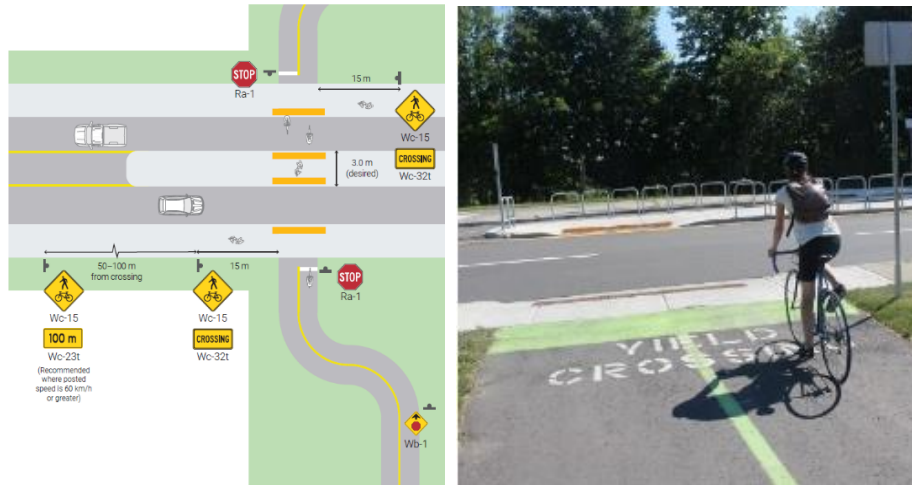 STOP
Ra-1
15 m
Wc-15
CROSSING
Wc-32t
3.0 m
(desired)
50–100 m
from crossing
15 m
STOP
Ra-1
Wc-15
100 m
Wc-23t
(Recommended
where posted
speed is 60 km/h
or greater)
Wc-15
CROSSING
Wc-32t
Wb-1
YIELD